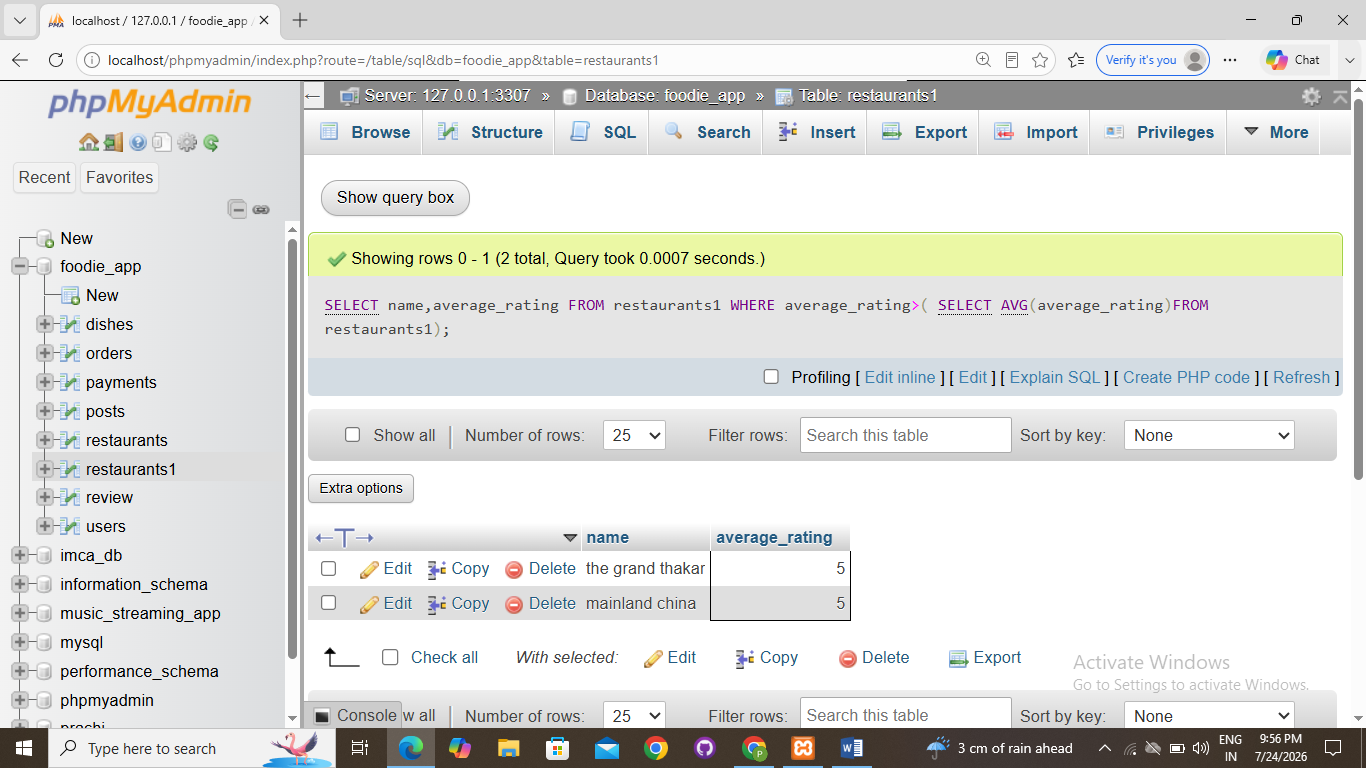 localhost / 127.0.0.1 / foodie_app
localhost/phpmyadmin/index.php?route=/table/sql&db=foodie_app&table=restaurants1
Verify it's you
Chat
phpMyAdmin
Recent
Favorites
New
foodie_app
New
dishes
orders
payments
posts
restaurants
restaurants1
review
users
imca_db
information_schema
music_streaming_app
mysql
performance_schema
phpmyadmin
Server: 127.0.0.1:3307 » Database: foodie_app » Table: restaurants1
Browse Structure SQL Search Insert Export Import Privileges More
Show query box
Showing rows 0 - 1 (2 total, Query took 0.0007 seconds.)
SELECT name,average_rating FROM restaurants1 WHERE average_rating>( SELECT AVG(average_rating)FROM
restaurants1);
Profiling [ Edit inline ] [ Edit ] [ Explain SQL ] [ Create PHP code ] [ Refresh ]
Show all Number of rows: 25 Filter rows: Search this table Sort by key: None
Extra options
name average_rating
Edit Copy Delete the grand thakar 5
Edit Copy Delete mainland china 5
Check all With selected: Edit Copy Delete Export
Activate Windows
Go to Settings to activate Windows.
Console w all Number of rows: 25 Filter rows: Search this table Sort by key: None
Type here to search
3 cm of rain ahead
ENG
IN
9:56 PM
7/24/2026